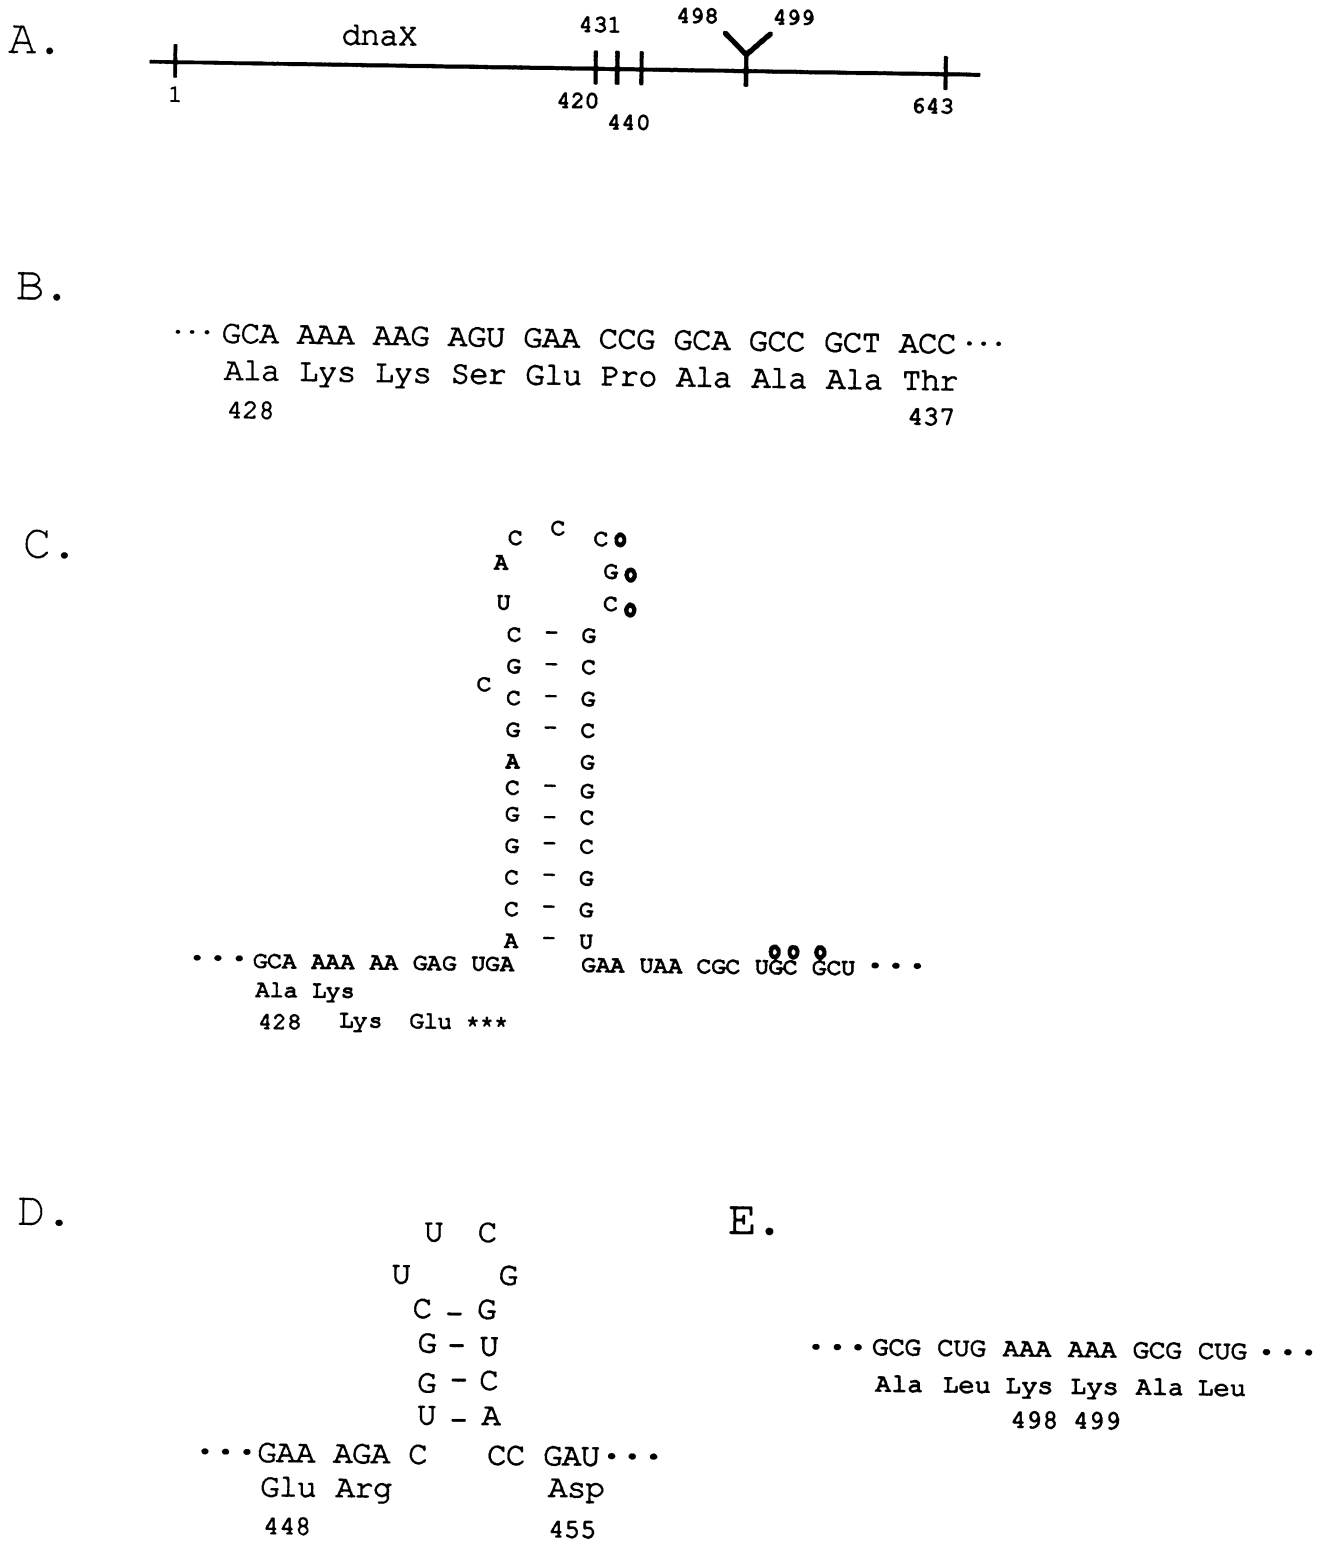 A.
dnaX
431
498 499
1
420
440
643
B.
··· GCA AAA AAG AGU GAA CCG GCA GCC GCT ACC ···
Ala Lys Lys Ser Glu Pro Ala Ala Ala Thr
428 437
C.
C C C o
A G o
U C o
C - G
G - C
C
C - G
G - C
A G
C - G
G - C
G - C
C - G
C - G
A - U
o o o
··· GCA AAA AA GAG UGA GAA UAA CGC UGC GCU ···
Ala Lys
428 Lys Glu ***
D.
U C
U G
C - G
G - U
G - C
U - A
··· GAA AGA C CC GAU ···
Glu Arg Asp
448 455
E.
··· GCG CUG AAA AAA GCG CUG ···
Ala Leu Lys Lys Ala Leu
498 499